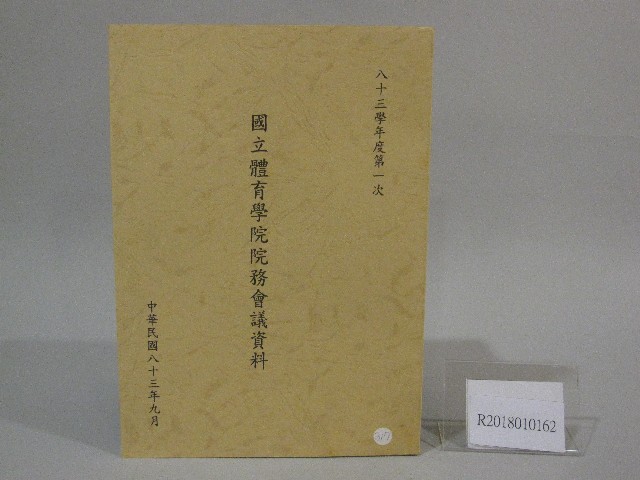 八十三學年度第一次
國立體育學院院務會議資料
中華民國八十三年九月
R2018010162